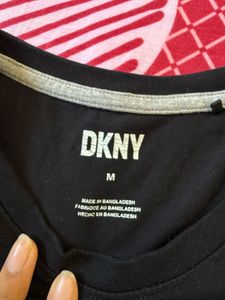 DKNY
M
MADE IN BANGLADESH
FABRIQUÉ AU BANGLADESH
HECHO EN BANGLADESH